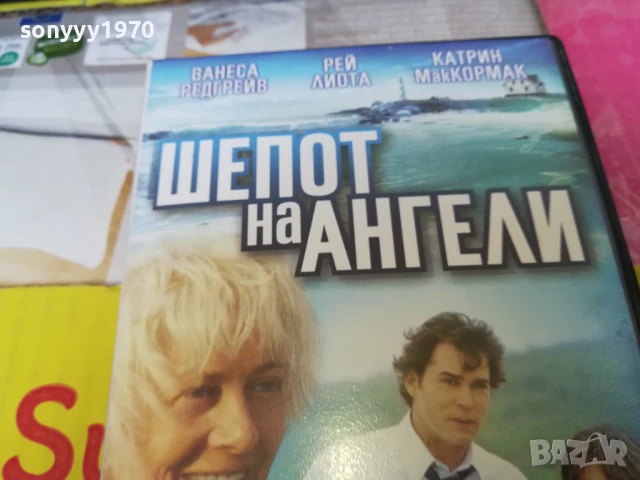 sonyyy1970
ВАНЕСА РЕДГРЕЙВ
РЕЙ ЛИОТА
КАТРИН МакКОРМАК
ШЕПОТ
на АНГЕЛИ
bazar